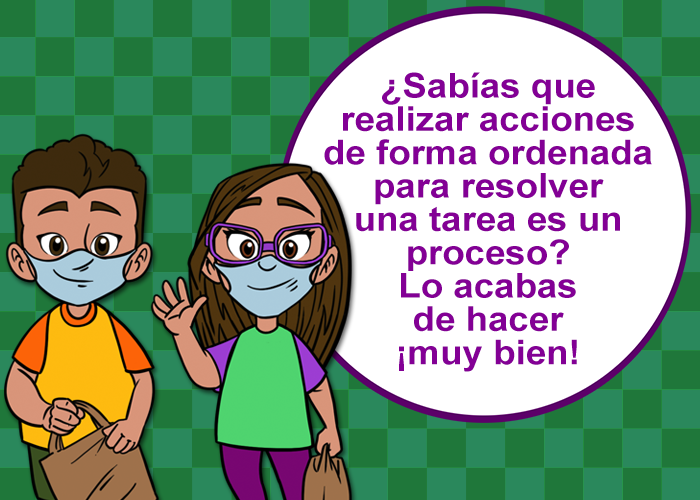 ¿Sabías que
realizar acciones
de forma ordenada
para resolver
una tarea es un
proceso?
Lo acabas
de hacer
¡muy bien!